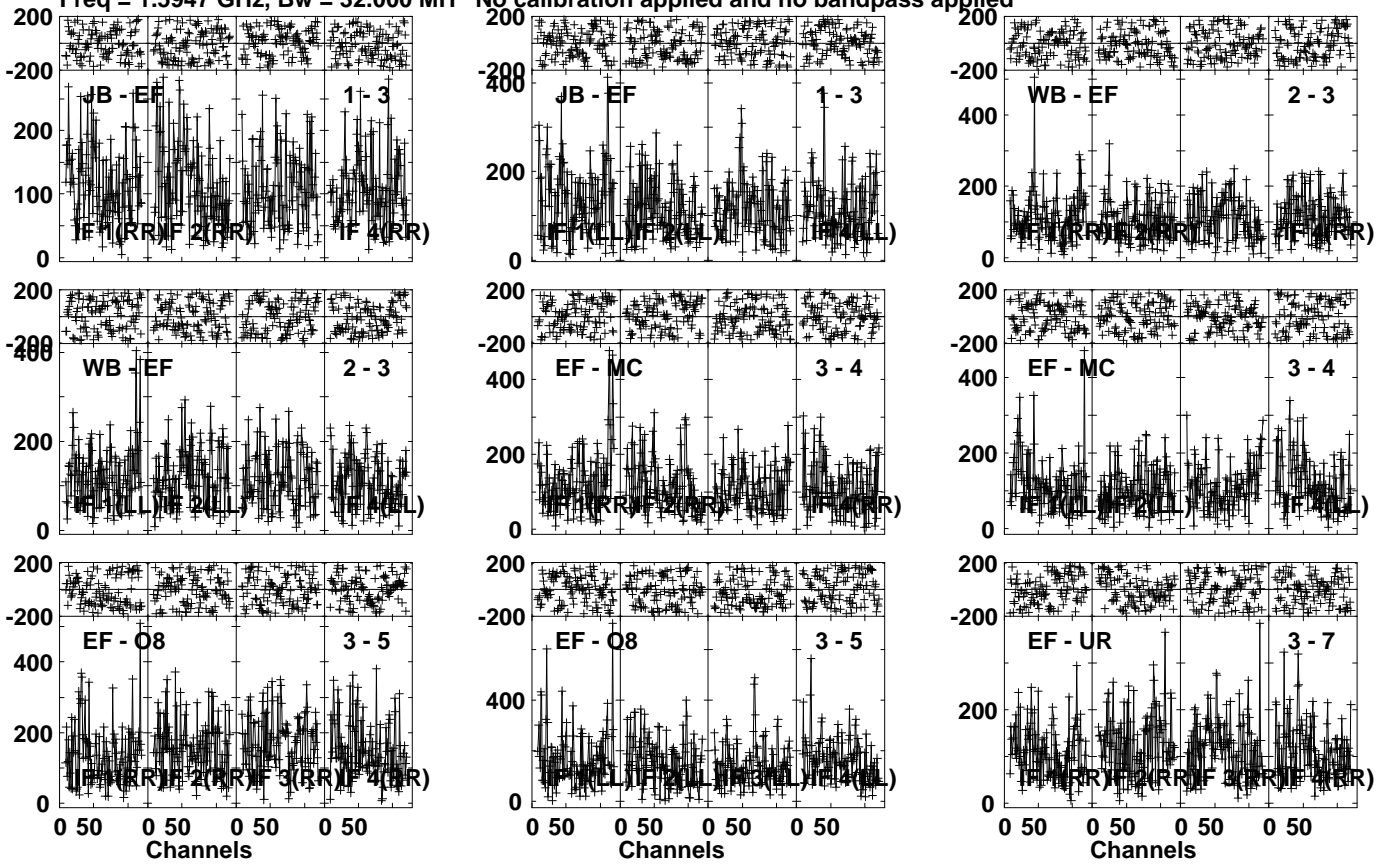 Freq = 1.5947 GHz, Bw = 32.000 MH No calibration applied and no bandpass applied
200 200 200
-200 -200 -200
JB - EF 1 - 3 JB - EF 1 - 3 WB - EF 2 - 3
200 400 400
100 200 200
IF 1(RR) IF 2(RR) IF 4(RR) IF 1(LL) IF 2(LL) IF 4(LL) IF 1(RR) IF 2(RR) IF 4(RR)
0 0 0
200 200 200
-200 -200 -200
400
WB - EF 2 - 3 EF - MC 3 - 4 EF - MC 3 - 4
400 400
200 200 200
IF 1(LL) IF 2(LL) IF 4(LL) IF 1(RR) IF 2(RR) IF 4(RR) IF 1(LL) IF 2(LL) IF 4(LL)
0 0 0
200 200 200
-200 -200 -200
EF - O8 3 - 5 EF - O8 3 - 5 EF - UR 3 - 7
400 400
200 200
IF 1(RR) IF 2(RR) IF 3(RR) IF 4(RR) IF 1(LL) IF 2(LL) IF 3(LL) IF 4(LL) IF 1(RR) IF 2(RR) IF 3(RR) IF 4(RR)
0 0 0
0 50 0 50 0 0 0 50 0 50 0 0 0 50 0 50 0 0
Channels Channels Channels